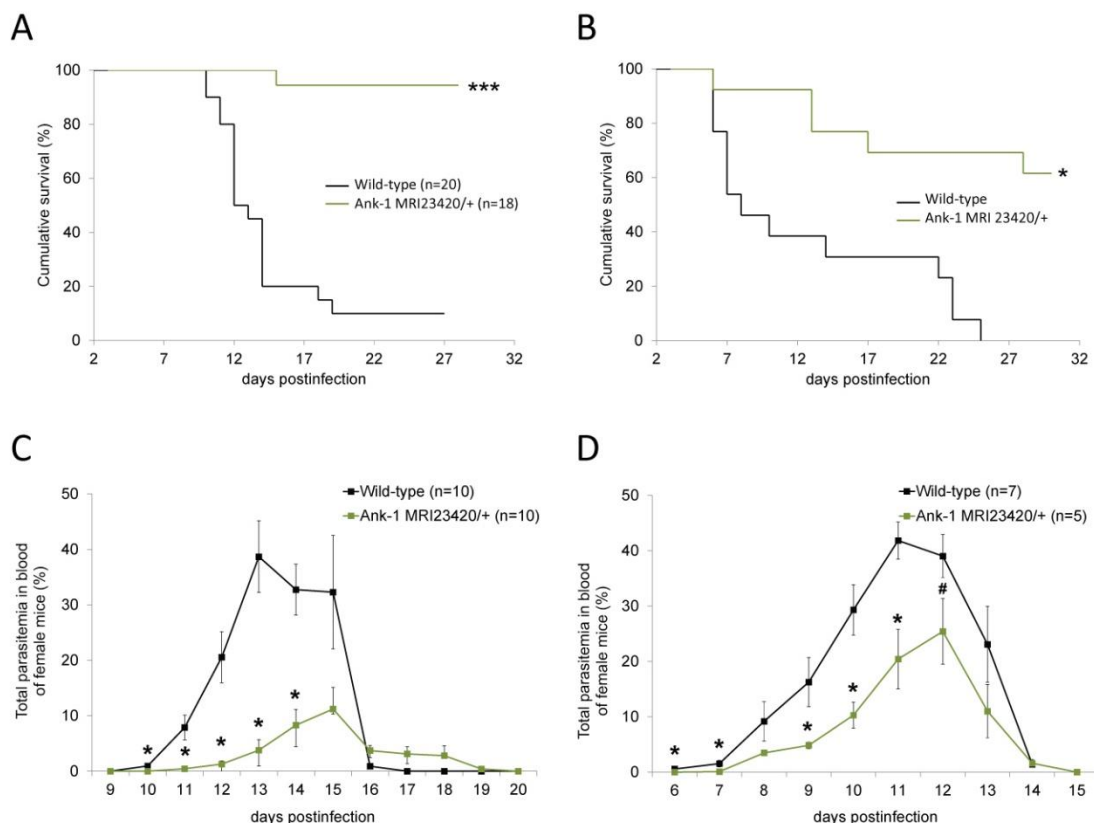 A
100
80
60
40
20
0
Cumulative survival (%)
***
Wild-type (n=20)
Ank-1 MRI23420/+ (n=18)
2 7 12 17 22 27 32
days postinfection
B
100
80
60
40
20
0
Cumulative survival (%)
*
Wild-type
Ank-1 MRI 23420/+
2 7 12 17 22 27 32
days postinfection
C
Wild-type (n=10)
Ank-1 MRI23420/+ (n=10)
50
40
30
20
10
0
Total parasitemia in blood
of female mice (%)
* * * * *
9 10 11 12 13 14 15 16 17 18 19 20
days postinfection
D
Wild-type (n=7)
Ank-1 MRI23420/+ (n=5)
50
40
30
20
10
0
Total parasitemia in blood
of female mice (%)
* * * * * #
6 7 8 9 10 11 12 13 14 15
days postinfection